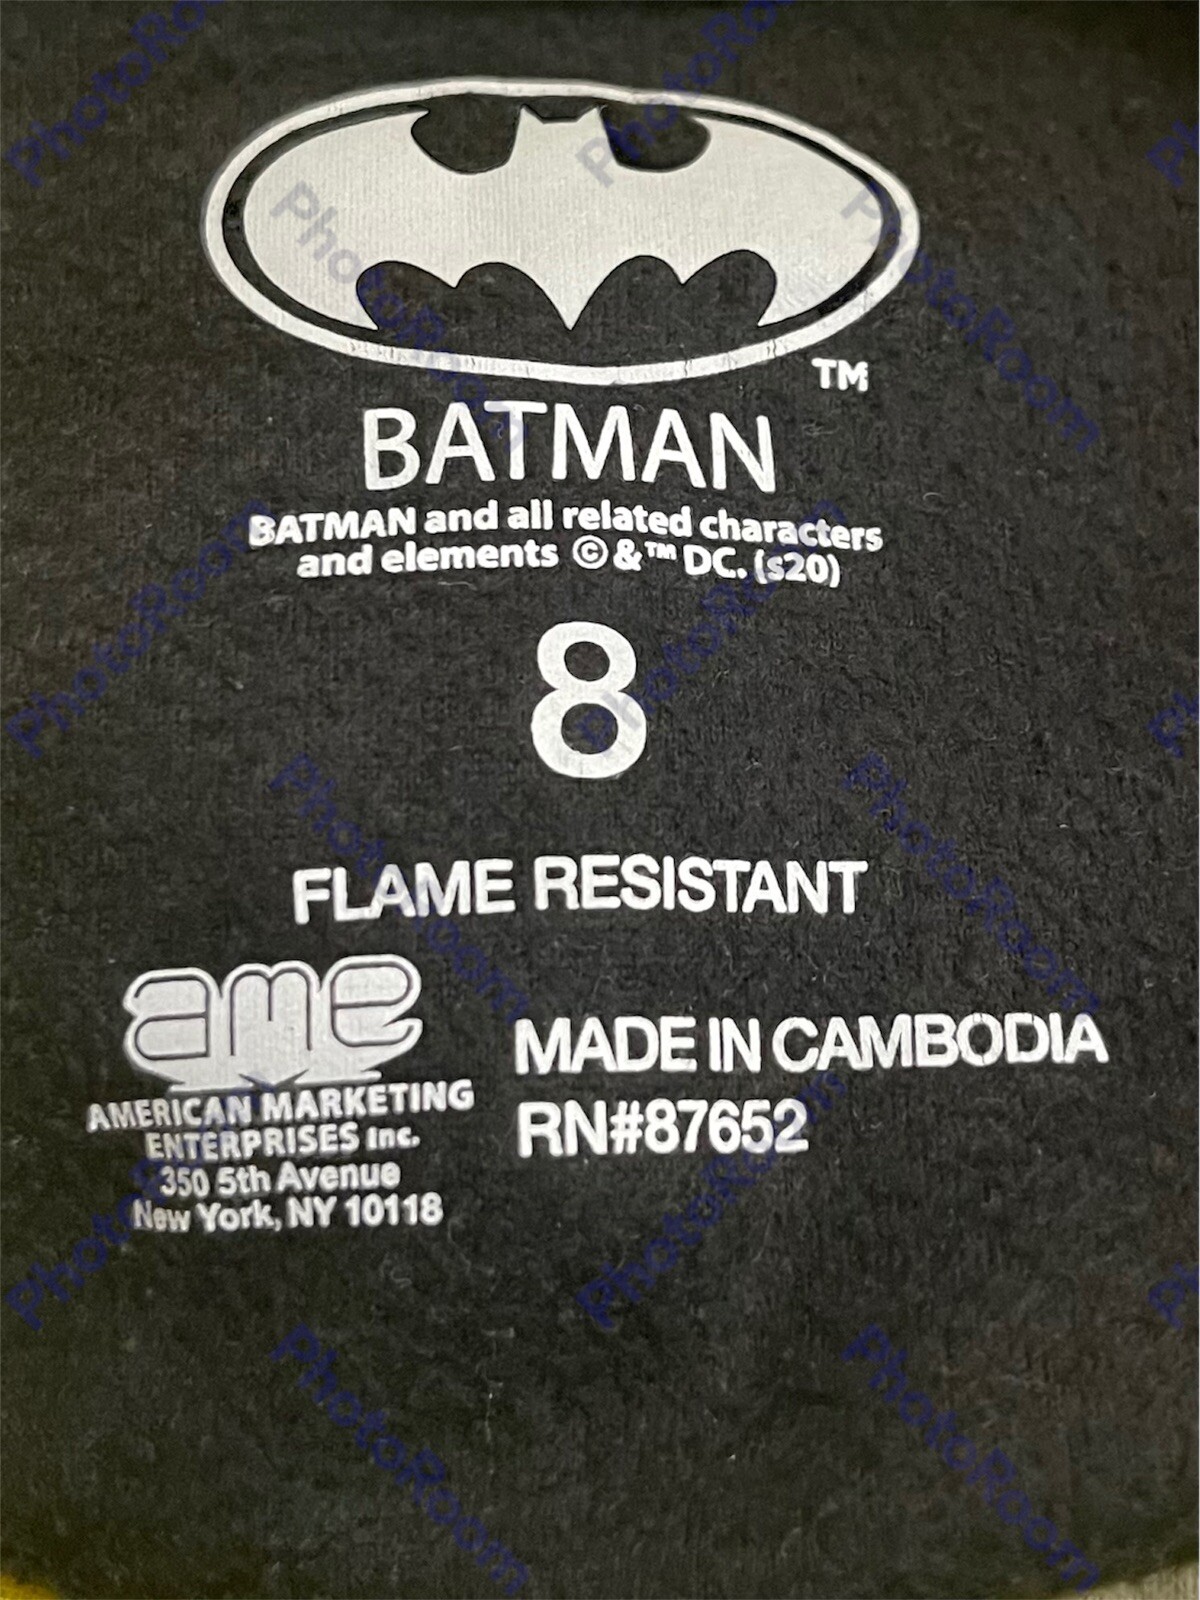 TM
BATMAN
BATMAN and all related characters
and elements © & ™ DC. (s20)
8
FLAME RESISTANT
ame
AMERICAN MARKETING
ENTERPRISES Inc.
350 5th Avenue
New York, NY 10118
MADE IN CAMBODIA
RN#87652
PhotoRoom